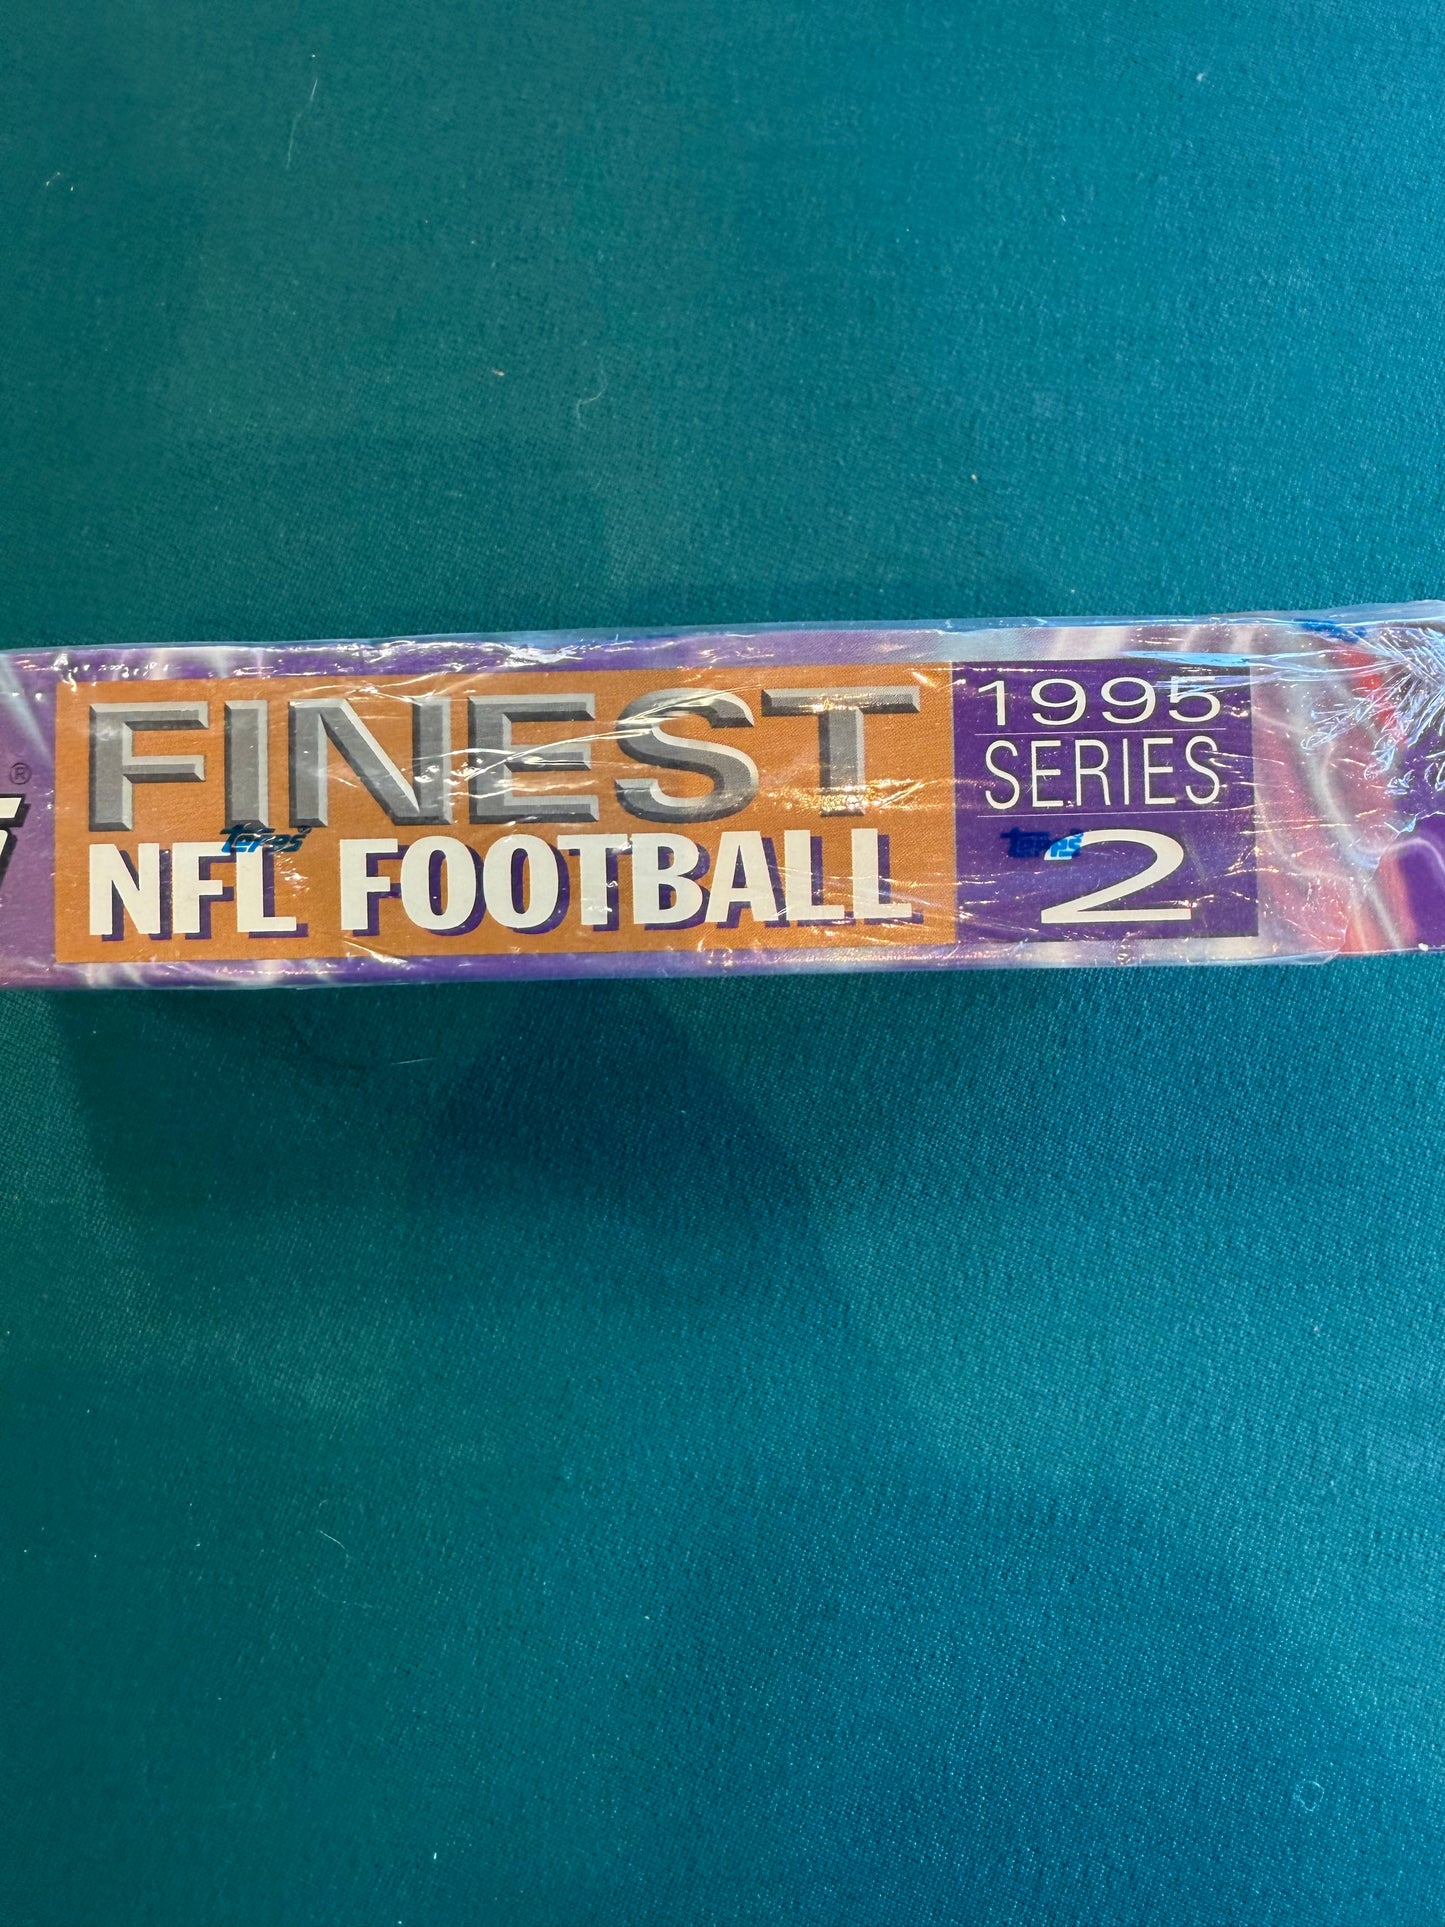 ®
FINEST
NFL FOOTBALL
1995
SERIES
2
Topps®
Topps®